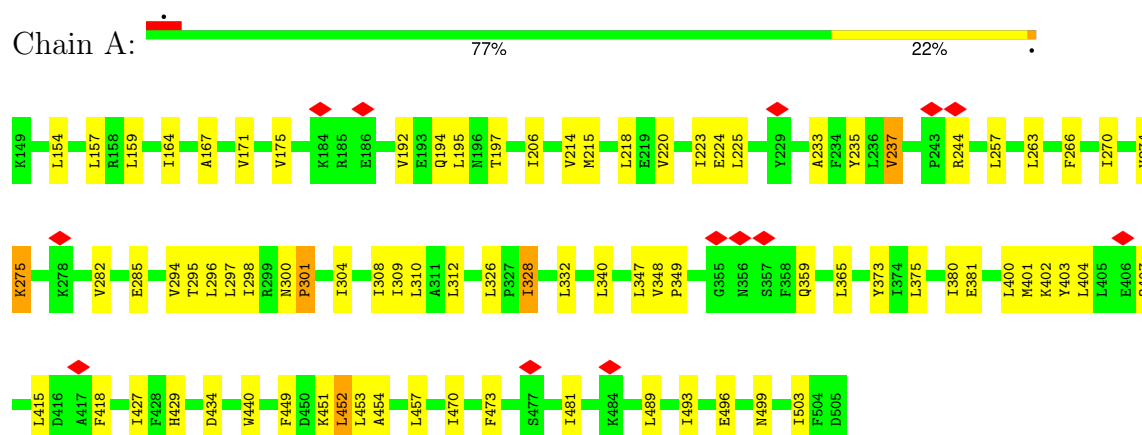 Chain A:
77%
22%
K149 L154 L157 R158 L159 I164 A167 V171 V175 K184 R185 E186 V192 E193 Q194 L195 N196 T197 I206 V214 M215 L218 E219 V220 I223 E224 L225 Y229 A233 F234 Y235 L236 V237 P243 R244 L257 L263 F266 I270
K275 K278 V282 E285 V294 T295 L296 L297 I298 R299 N300 P301 I304 I308 I309 L310 A311 L312 L326 P327 I328 L332 L340 L347 V348 P349 G355 N356 S357 F358 Q359 L365 Y373 I374 L375 I380 E381 L400 M401 K402 Y403 L404 L405 E406
L415 D416 A417 F418 I427 F428 H429 D434 W440 F449 D450 K451 L452 L453 A454 L457 I470 F473 S477 I481 K484 L489 I493 E496 N499 I503 F504 D505